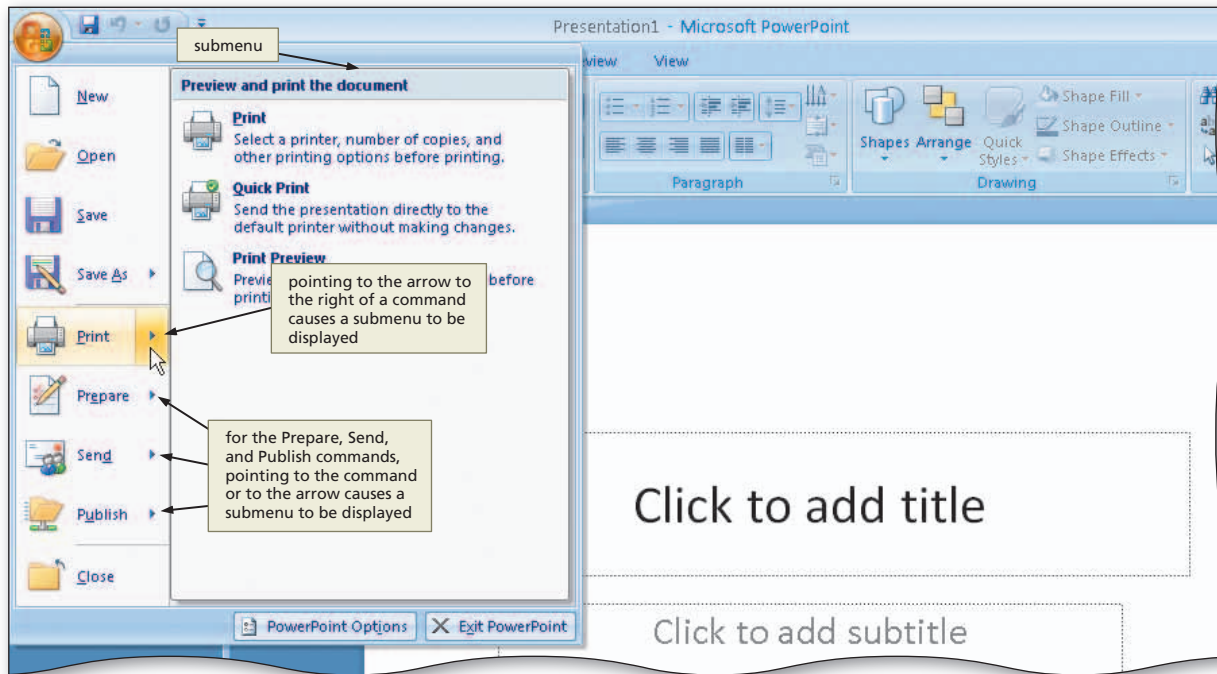 Presentation1 - Microsoft PowerPoint
submenu
View
New
Open
Save
Save As
Print
Prepare
Send
Publish
Close
Preview and print the document
Print
Select a printer, number of copies, and
other printing options before printing.
Quick Print
Send the presentation directly to the
default printer without making changes.
Print Preview
before
pointing to the arrow to
the right of a command
causes a submenu to be
displayed
for the Prepare, Send,
and Publish commands,
pointing to the command
or to the arrow causes a
submenu to be displayed
PowerPoint Options
Exit PowerPoint
Shapes
Arrange
Quick
Styles
Shape Fill
Shape Outline
Shape Effects
Paragraph
Drawing
Click to add title
Click to add subtitle